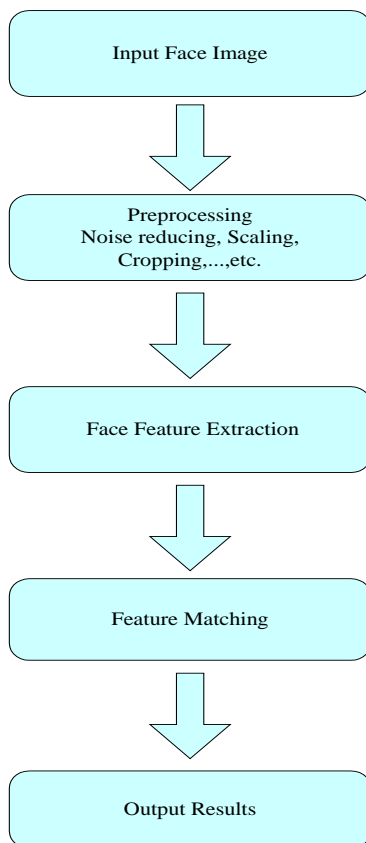 Input Face Image
Preprocessing
Noise reducing, Scaling,
Cropping,...,etc.
Face Feature Extraction
Feature Matching
Output Results